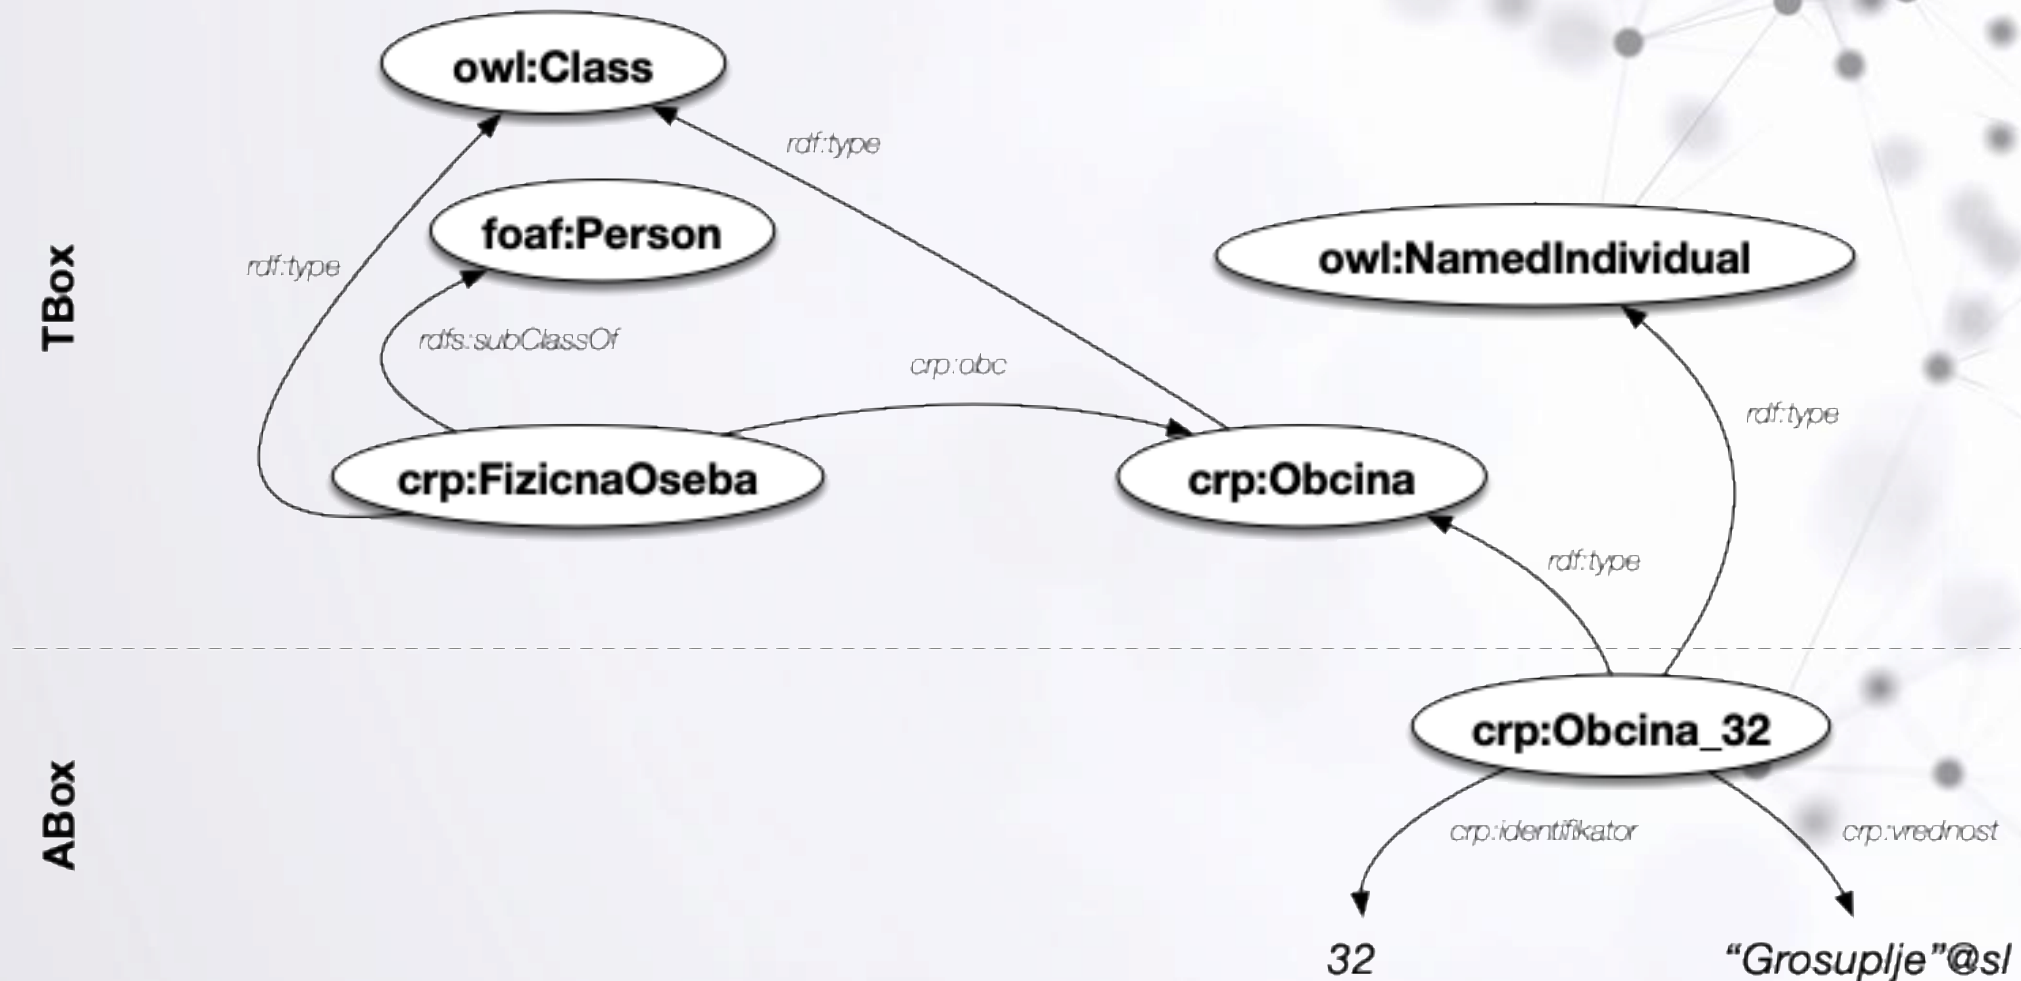 owl:Class
rdf:type
foaf:Person
owl:NamedIndividual
TBox
rdf:type
rdfs:subClassOf
crp:obc
rdf:type
crp:FizicnaOseba
crp:Obcina
rdf:type
crp:Obcina_32
ABox
crp:identifikator
crp:vrednost
32
“Grosuplje”@sl